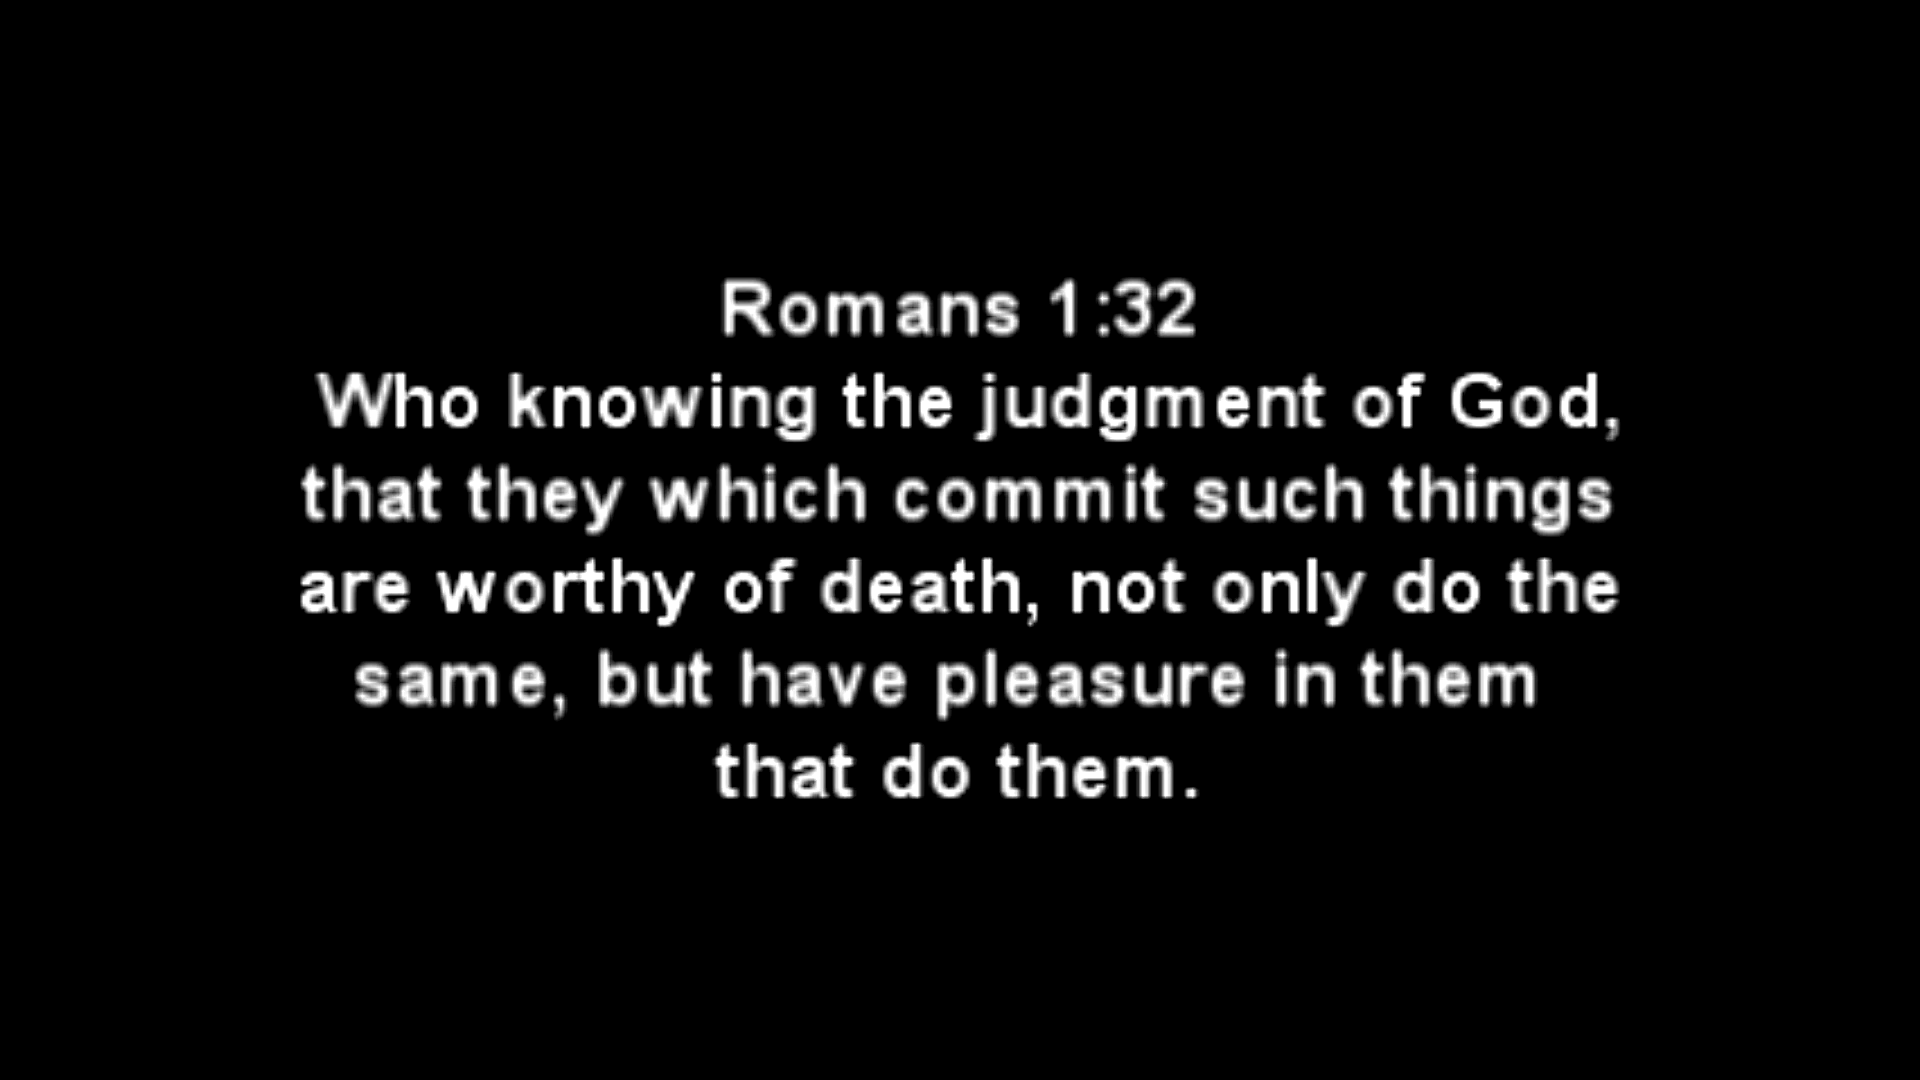 Romans 1:32
Who knowing the judgment of God,
that they which commit such things
are worthy of death, not only do the
same, but have pleasure in them
that do them.